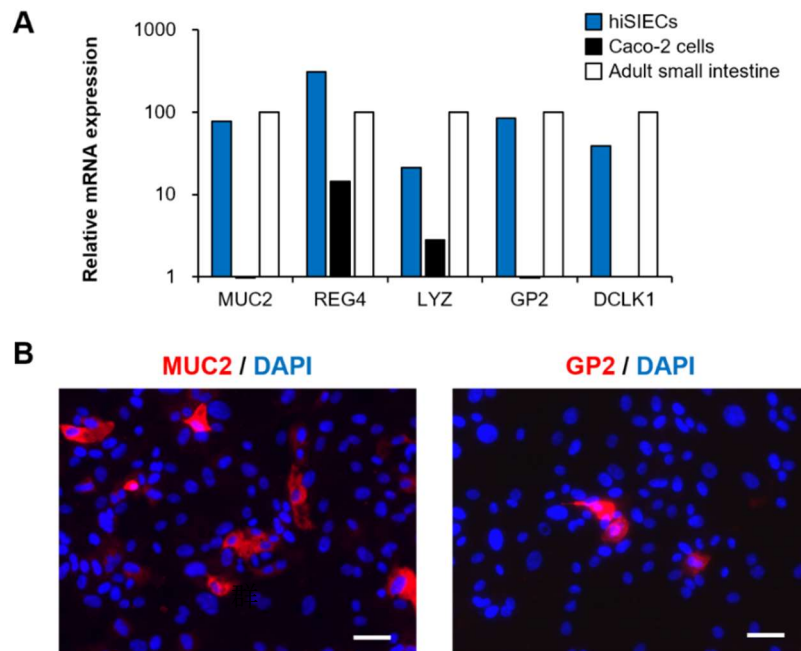 A
Relative mRNA expression
1000
100
10
1
hiSIECs
Caco-2 cells
Adult small intestine
MUC2 REG4 LYZ GP2 DCLK1
B
MUC2 / DAPI
GP2 / DAPI